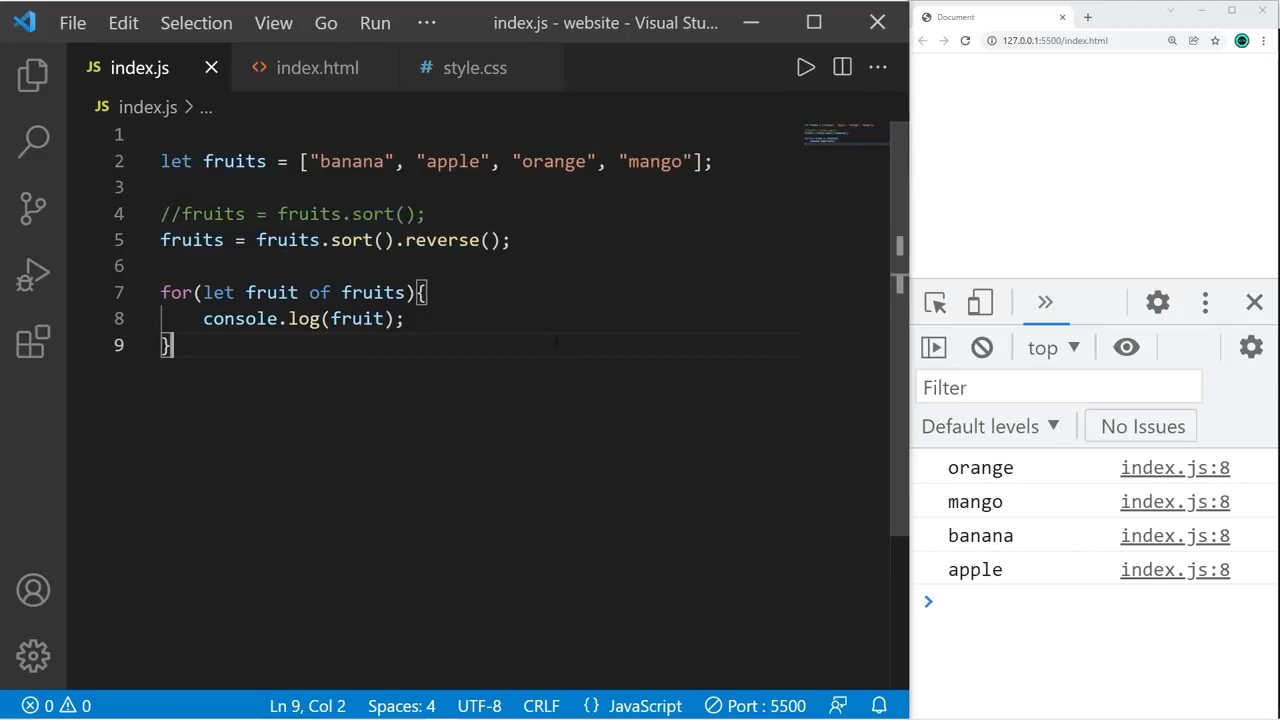 File Edit Selection View Go Run ··· index.js - website - Visual Stu...
JS index.js index.html # style.css
JS index.js > ...
1
2 let fruits = ["banana", "apple", "orange", "mango"];
3
4 //fruits = fruits.sort();
5 fruits = fruits.sort().reverse();
6
7 for(let fruit of fruits){
8 console.log(fruit);
9 }
0 0 Ln 9, Col 2 Spaces: 4 UTF-8 CRLF {} JavaScript Port : 5500
Document
127.0.0.1:5500/index.html
top
Filter
Default levels No Issues
orange index.js:8
mango index.js:8
banana index.js:8
apple index.js:8